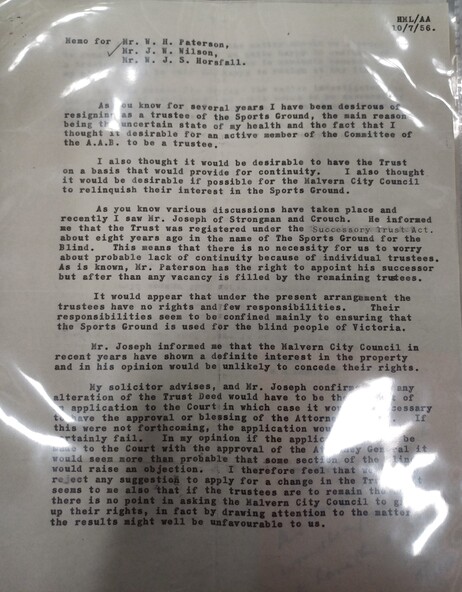 HML/AA
10/7/56.
Memo for Mr. W. H. Paterson,
Mr. J. W. Wilson,
Mr. W. J. S. Horsfall.
As you know for several years I have been desirous of
resigning as a trustee of the Sports Ground, the main reason
being the uncertain state of my health and the fact that I
thought it desirable for an active member of the Committee of
the A.A.B. to be a trustee.
I also thought it would be desirable to have the Trust
on a basis that would provide for continuity. I also thought
it would be desirable if possible for the Malvern City Council
to relinquish their interest in the Sports Ground.
As you know various discussions have taken place and
recently I saw Mr. Joseph of Strongman and Crouch. He informed
me that the Trust was registered under the Successory Trust Act.
about eight years ago in the name of The Sports Ground for the
Blind. This means that there is no necessity for us to worry
about probable lack of continuity because of individual trustees.
As is known, Mr. Paterson has the right to appoint his successor
but after than any vacancy is filled by the remaining trustees.
It would appear that under the present arrangement the
trustees have no rights and few responsibilities. Their
responsibilities seem to be confined mainly to ensuring that
the Sports Ground is used for the blind people of Victoria.
Mr. Joseph informed me that the Malvern City Council in
recent years have shown a definite interest in the property
and in his opinion would be unlikely to concede their rights.
My solicitor advises, and Mr. Joseph any
alteration of the Trust Deed would have to be the of
application to the Court in which case it
to have the approval or blessing of the If
this were not forthcoming, the application
certainly fail. In my opinion if the be
to the Court with the approval of the General it
would seem more than probable that some section of the
would raise an objection. I therefore feel that
reject any suggestion to apply for a change in the it
seems to me also that if the trustees are to remain
there is no point in asking the Malvern City Council to
up their rights, in fact by drawing attention to the matter
the results might well be unfavourable to us.